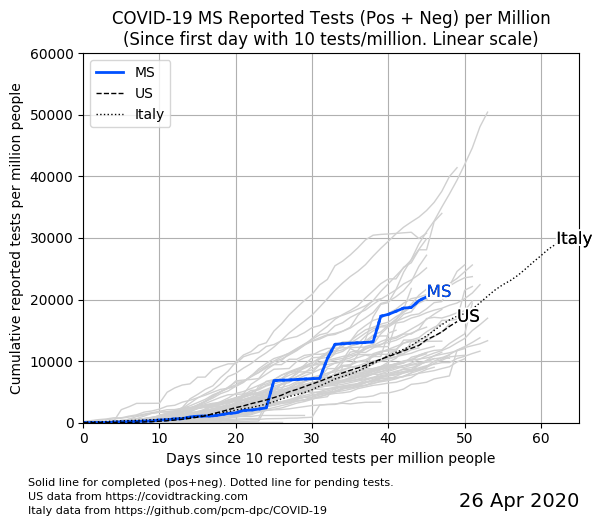 COVID-19 MS Reported Tests (Pos + Neg) per Million
(Since first day with 10 tests/million. Linear scale)
60000
50000
40000
30000
20000
10000
0
Cumulative reported tests per million people
MS
US
Italy
Italy
MS
US
0 10 20 30 40 50 60
Days since 10 reported tests per million people
Solid line for completed (pos+neg). Dotted line for pending tests.
US data from https://covidtracking.com
Italy data from https://github.com/pcm-dpc/COVID-19
26 Apr 2020